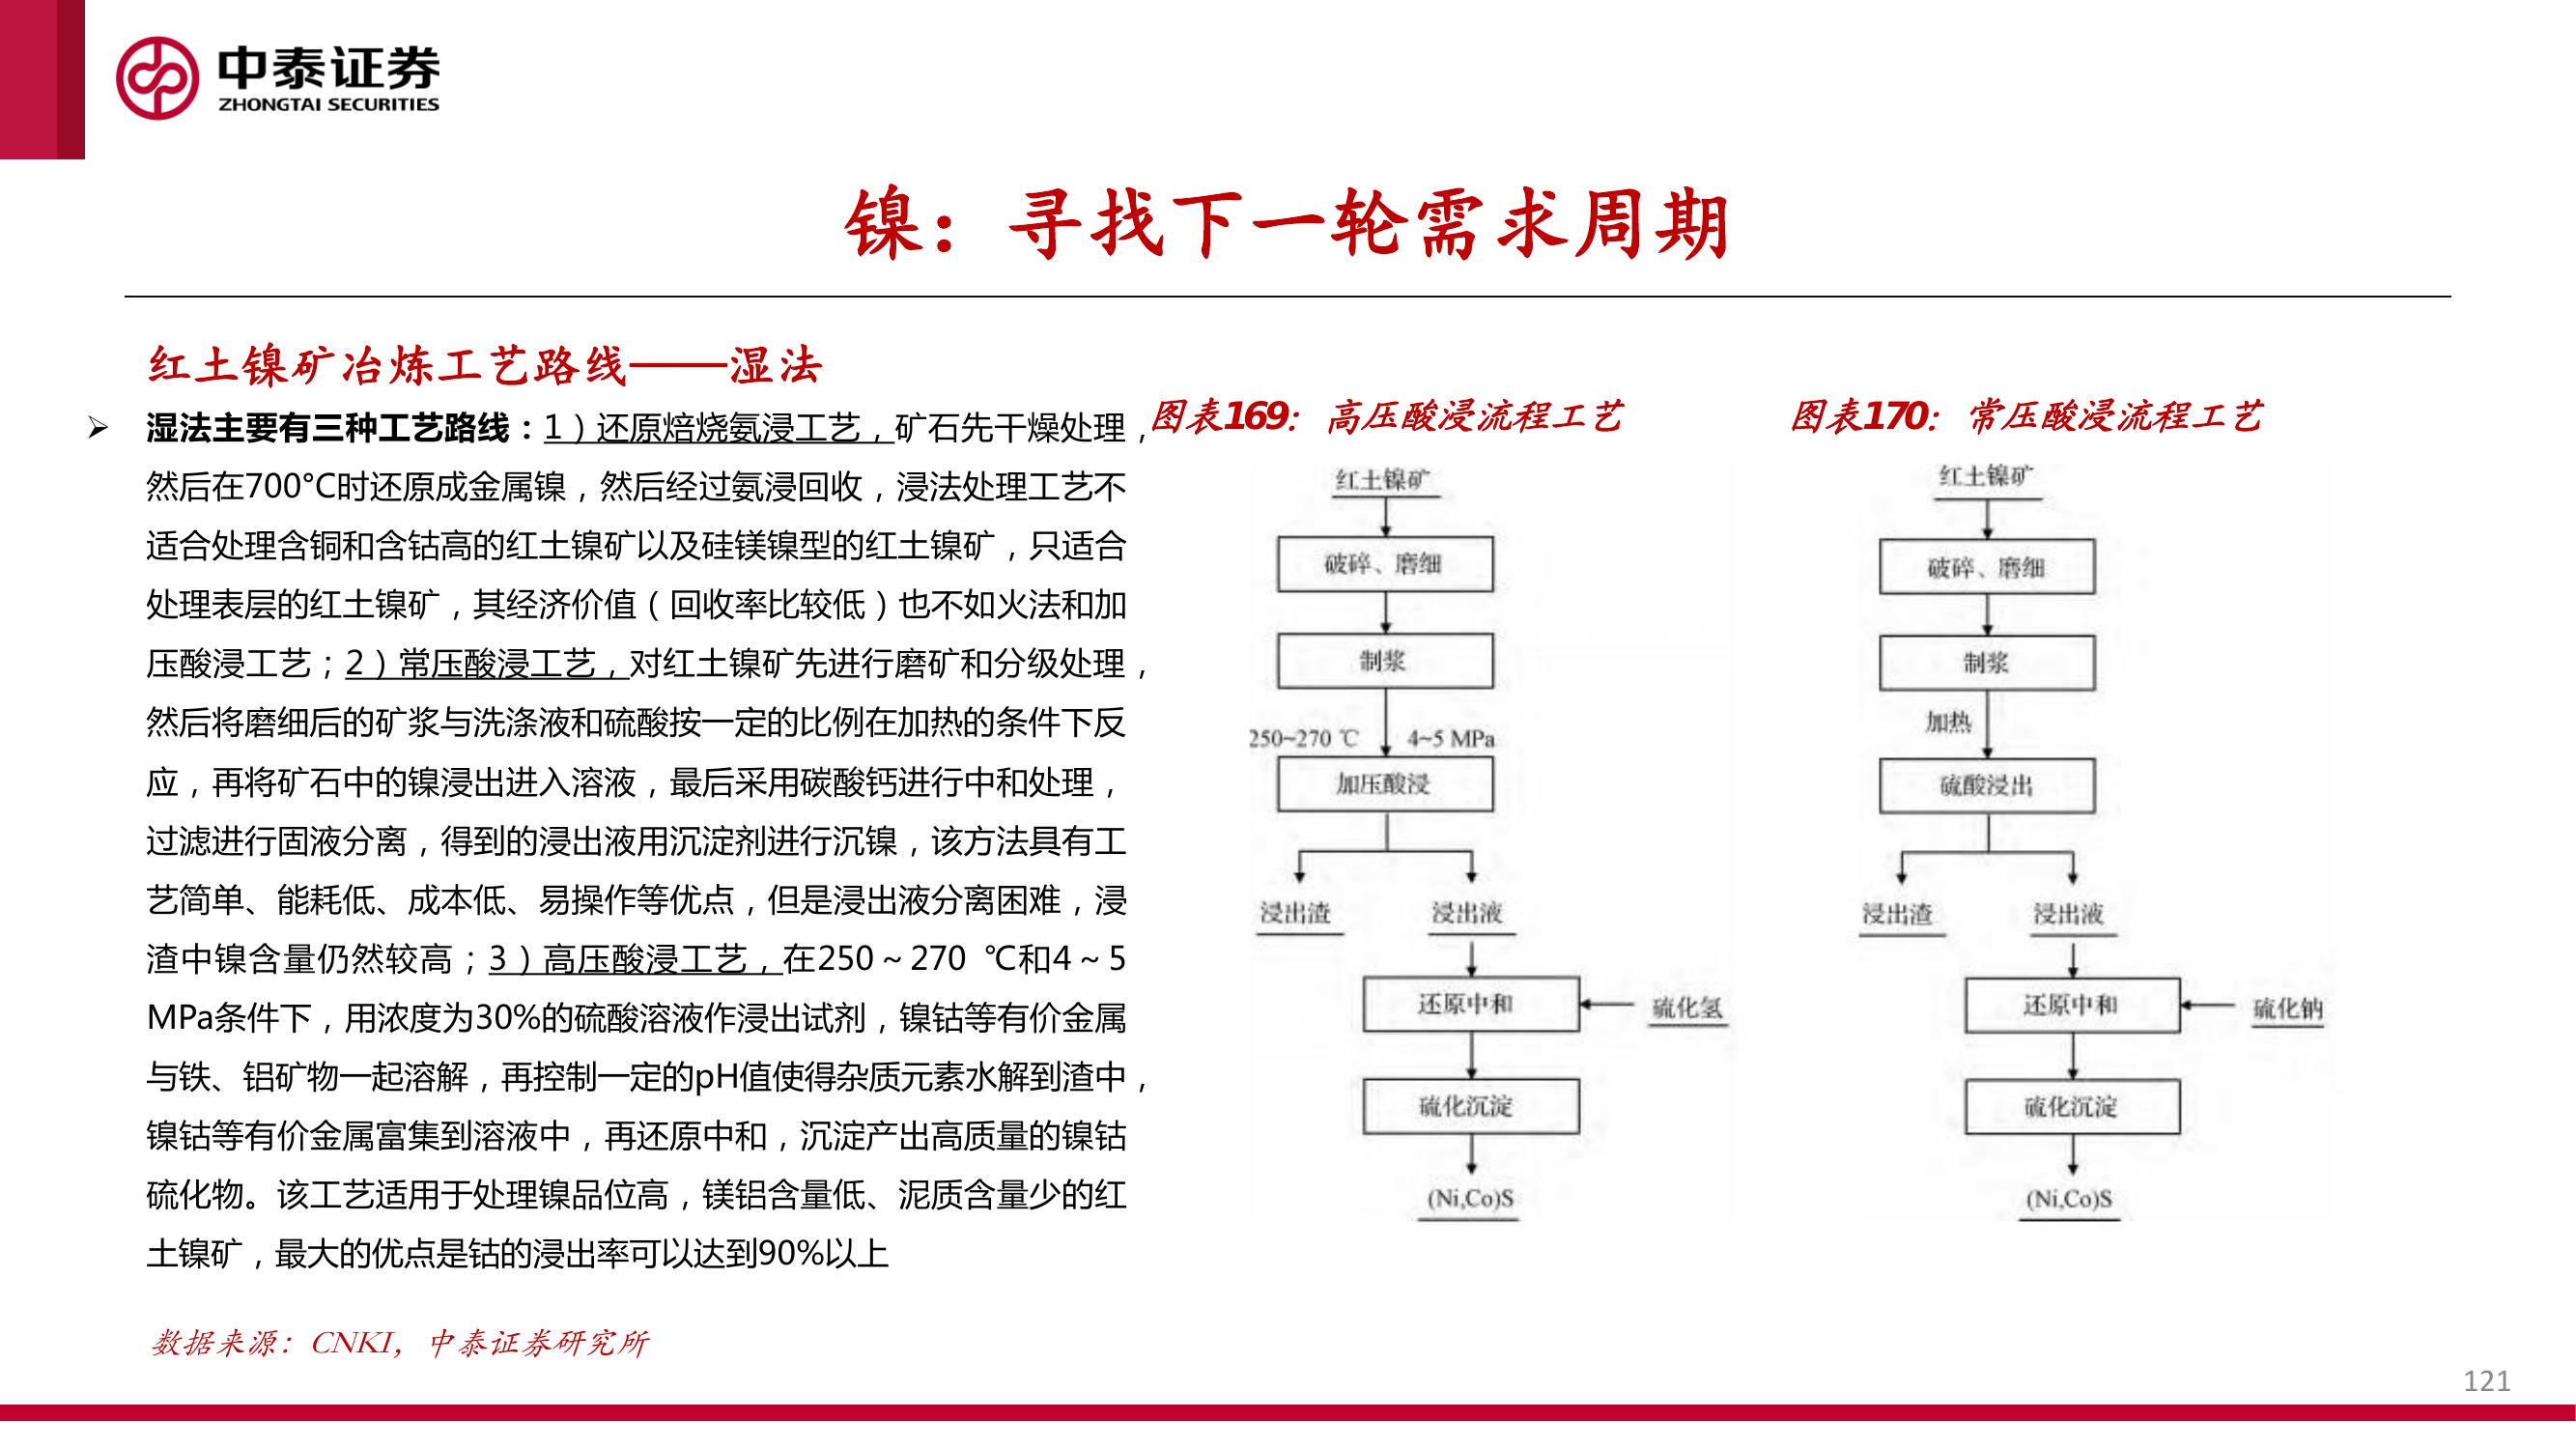 中泰证券
ZHONGTAI SECURITIES
镍：寻找下一轮需求周期
红土镍矿冶炼工艺路线——湿法
➢ 湿法主要有三种工艺路线：1）还原焙烧氨浸工艺，矿石先干燥处理，
然后在700°C时还原成金属镍，然后经过氨浸回收，浸法处理工艺不
适合处理含铜和含钴高的红土镍矿以及硅镁镍型的红土镍矿，只适合
处理表层的红土镍矿，其经济价值（回收率比较低）也不如火法和加
压酸浸工艺；2）常压酸浸工艺，对红土镍矿先进行磨矿和分级处理，
然后将磨细后的矿浆与洗涤液和硫酸按一定的比例在加热的条件下反
应，再将矿石中的镍浸出进入溶液，最后采用碳酸钙进行中和处理，
过滤进行固液分离，得到的浸出液用沉淀剂进行沉镍，该方法具有工
艺简单、能耗低、成本低、易操作等优点，但是浸出液分离困难，浸
渣中镍含量仍然较高；3）高压酸浸工艺，在250～270 ℃和4～5
MPa条件下，用浓度为30%的硫酸溶液作浸出试剂，镍钴等有价金属
与铁、铝矿物一起溶解，再控制一定的pH值使得杂质元素水解到渣中，
镍钴等有价金属富集到溶液中，再还原中和，沉淀产出高质量的镍钴
硫化物。该工艺适用于处理镍品位高，镁铝含量低、泥质含量少的红
土镍矿，最大的优点是钴的浸出率可以达到90%以上
图表169：高压酸浸流程工艺
红土镍矿
破碎、磨细
制浆
250~270 ℃ 4~5 MPa
加压酸浸
浸出渣 浸出液
还原中和 硫化氢
硫化沉淀
(Ni,Co)S
图表170：常压酸浸流程工艺
红土镍矿
破碎、磨细
制浆
加热
硫酸浸出
浸出渣 浸出液
还原中和 硫化钠
硫化沉淀
(Ni,Co)S
数据来源：CNKI，中泰证券研究所
121